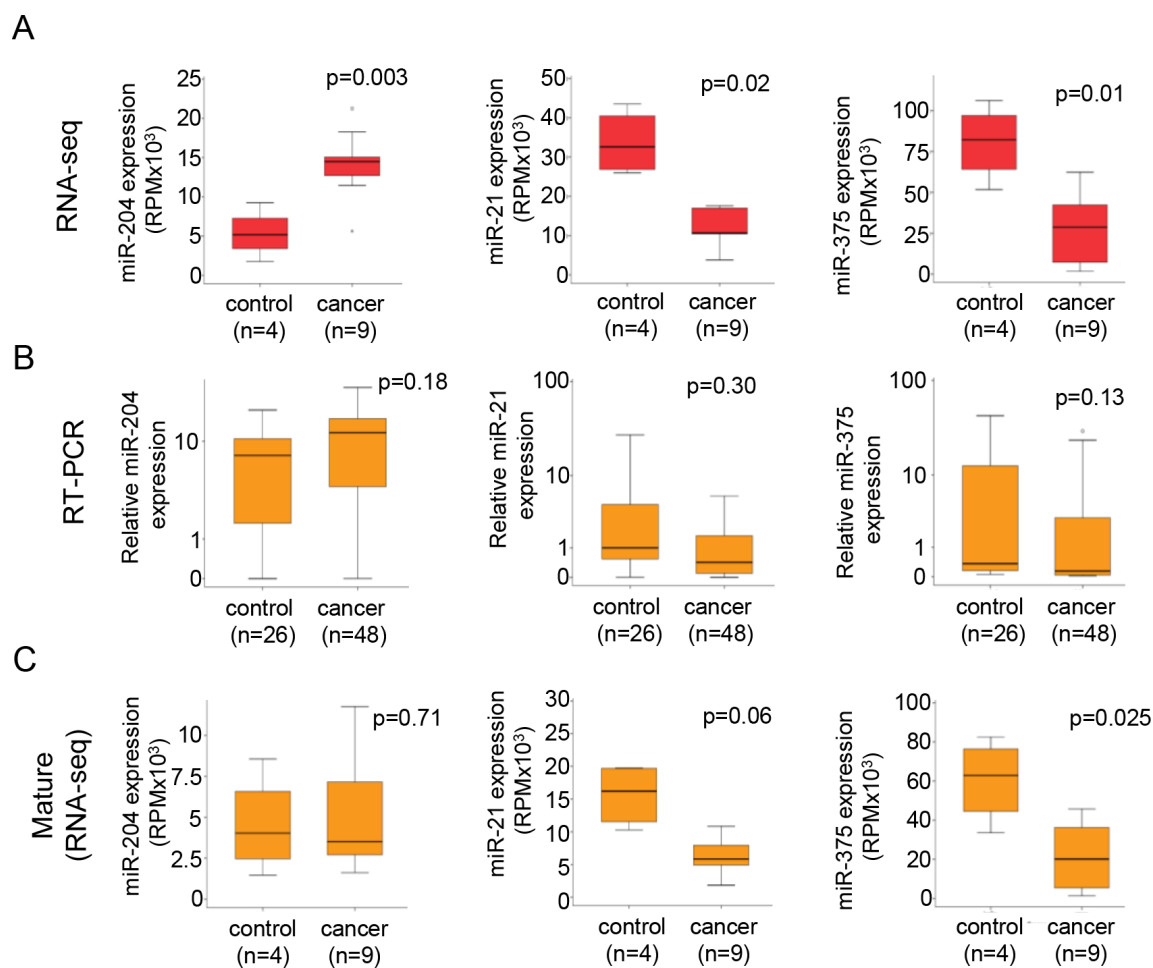 A
RNA-seq
miR-204 expression
(RPMx10³)
25
20
15
10
5
0
p=0.003
control
(n=4)
cancer
(n=9)
miR-21 expression
(RPMx10³)
50
40
30
20
10
0
p=0.02
control
(n=4)
cancer
(n=9)
miR-375 expression
(RPMx10³)
100
75
50
25
0
p=0.01
control
(n=4)
cancer
(n=9)
B
RT-PCR
Relative miR-204
expression
10
1
0
p=0.18
control
(n=26)
cancer
(n=48)
Relative miR-21
expression
100
10
1
0
p=0.30
control
(n=26)
cancer
(n=48)
Relative miR-375
expression
100
10
1
0
p=0.13
control
(n=26)
cancer
(n=48)
C
Mature
(RNA-seq)
miR-204 expression
(RPMx10³)
10
7.5
5
2.5
0
p=0.71
control
(n=4)
cancer
(n=9)
miR-21 expression
(RPMx10³)
30
25
20
15
10
5
0
p=0.06
control
(n=4)
cancer
(n=9)
miR-375 expression
(RPMx10³)
100
80
60
40
20
0
p=0.025
control
(n=4)
cancer
(n=9)